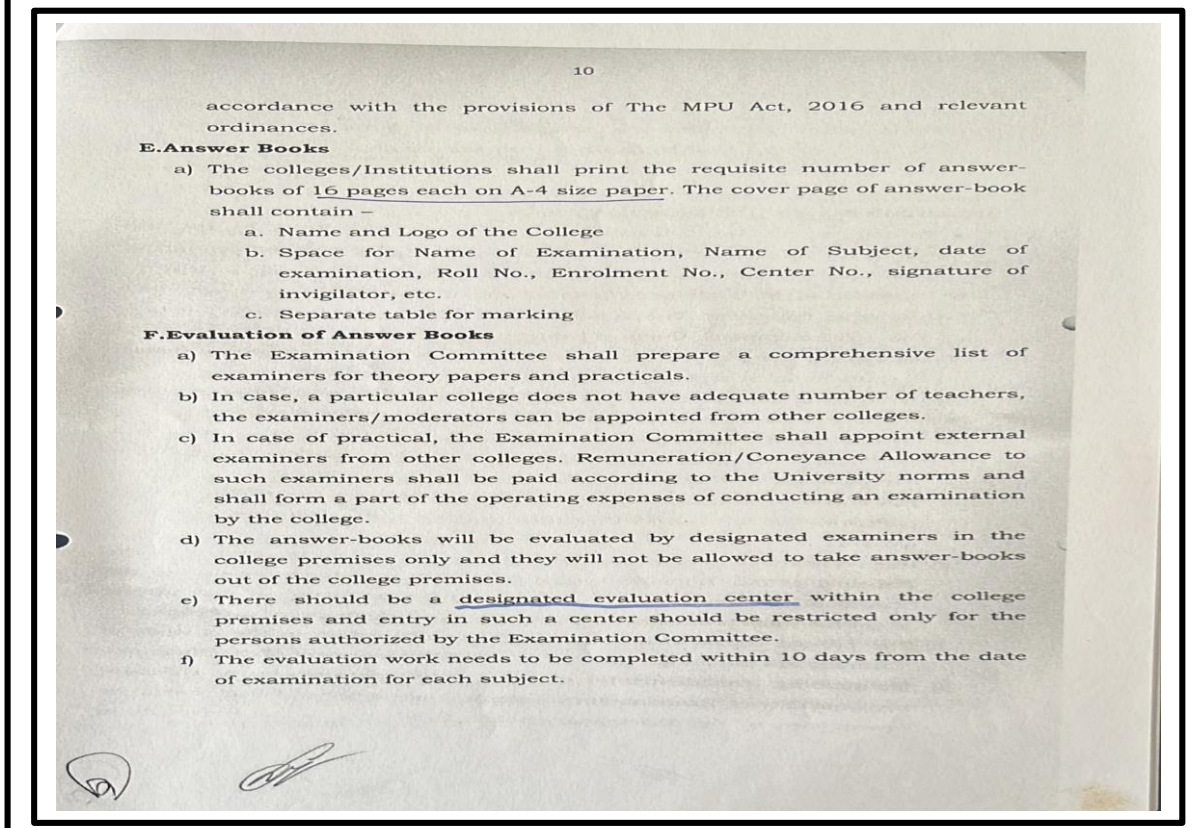 10
accordance with the provisions of The MPU Act, 2016 and relevant
ordinances.
E.Answer Books
a) The colleges/Institutions shall print the requisite number of answer-
books of 16 pages each on A-4 size paper. The cover page of answer-book
shall contain –
a. Name and Logo of the College
b. Space for Name of Examination, Name of Subject, date of
examination, Roll No., Enrolment No., Center No., signature of
invigilator, etc.
c. Separate table for marking
F.Evaluation of Answer Books
a) The Examination Committee shall prepare a comprehensive list of
examiners for theory papers and practicals.
b) In case, a particular college does not have adequate number of teachers,
the examiners/moderators can be appointed from other colleges.
c) In case of practical, the Examination Committee shall appoint external
examiners from other colleges. Remuneration/Coneyance Allowance to
such examiners shall be paid according to the University norms and
shall form a part of the operating expenses of conducting an examination
by the college.
d) The answer-books will be evaluated by designated examiners in the
college premises only and they will not be allowed to take answer-books
out of the college premises.
e) There should be a designated evaluation center within the college
premises and entry in such a center should be restricted only for the
persons authorized by the Examination Committee.
f) The evaluation work needs to be completed within 10 days from the date
of examination for each subject.